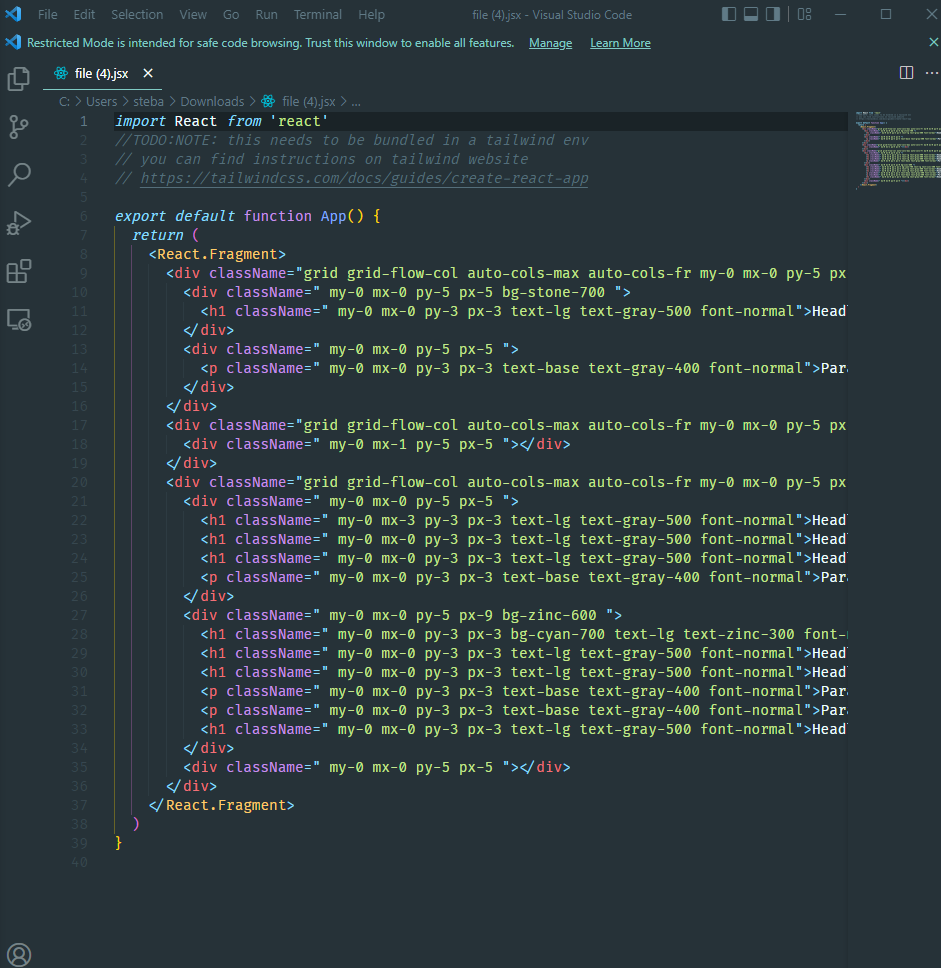 File Edit Selection View Go Run Terminal Help file (4).jsx - Visual Studio Code
Restricted Mode is intended for safe code browsing. Trust this window to enable all features. Manage Learn More
file (4).jsx
C: > Users > steba > Downloads > file (4).jsx > ...
1 import React from 'react'
2 //TODO:NOTE: this needs to be bundled in a tailwind env
3 // you can find instructions on tailwind website
4 // https://tailwindcss.com/docs/guides/create-react-app
5
6 export default function App() {
7 return (
8 <React.Fragment>
9 <div className="grid grid-flow-col auto-cols-max auto-cols-fr my-0 mx-0 py-5 px
10 <div className=" my-0 mx-0 py-5 px-5 bg-stone-700 ">
11 <h1 className=" my-0 mx-0 py-3 px-3 text-lg text-gray-500 font-normal">Head
12 </div>
13 <div className=" my-0 mx-0 py-5 px-5 ">
14 <p className=" my-0 mx-0 py-3 px-3 text-base text-gray-400 font-normal">Para
15 </div>
16 </div>
17 <div className="grid grid-flow-col auto-cols-max auto-cols-fr my-0 mx-0 py-5 px
18 <div className=" my-0 mx-1 py-5 px-5 "></div>
19 </div>
20 <div className="grid grid-flow-col auto-cols-max auto-cols-fr my-0 mx-0 py-5 px
21 <div className=" my-0 mx-0 py-5 px-5 ">
22 <h1 className=" my-0 mx-3 py-3 px-3 text-lg text-gray-500 font-normal">Head
23 <h1 className=" my-0 mx-0 py-3 px-3 text-lg text-gray-500 font-normal">Head
24 <h1 className=" my-0 mx-0 py-3 px-3 text-lg text-gray-500 font-normal">Head
25 <p className=" my-0 mx-0 py-3 px-3 text-base text-gray-400 font-normal">Para
26 </div>
27 <div className=" my-0 mx-0 py-5 px-9 bg-zinc-600 ">
28 <h1 className=" my-0 mx-0 py-3 px-3 bg-cyan-700 text-lg text-zinc-300 font-
29 <h1 className=" my-0 mx-0 py-3 px-3 text-lg text-gray-500 font-normal">Head
30 <h1 className=" my-0 mx-0 py-3 px-3 text-lg text-gray-500 font-normal">Head
31 <p className=" my-0 mx-0 py-3 px-3 text-base text-gray-400 font-normal">Para
32 <p className=" my-0 mx-0 py-3 px-3 text-base text-gray-400 font-normal">Para
33 <h1 className=" my-0 mx-0 py-3 px-3 text-lg text-gray-500 font-normal">Head
34 </div>
35 <div className=" my-0 mx-0 py-5 px-5 "></div>
36 </div>
37 </React.Fragment>
38 )
39 }
40